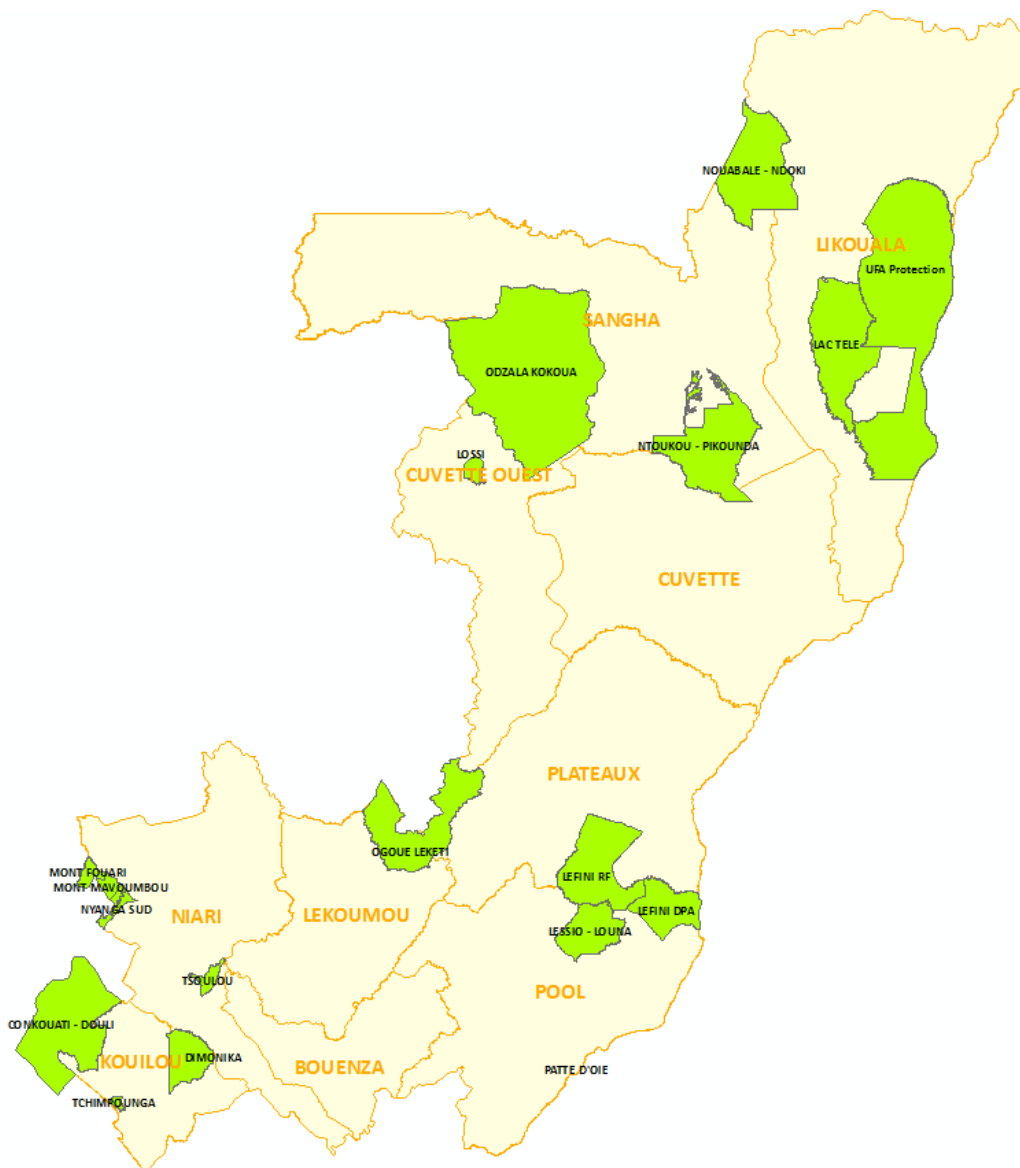 NOUABALE - NDOKI
LIKOUALA
UFA Protection
SANGHA
LAC TELE
ODZALA KOKOUA
NTOUKOU - PIKOUNDA
LOSSI
CUVETTE OUEST
CUVETTE
PLATEAUX
OGOUE LEKETI
MONT FOUARI
LEFINI RF
MONT MAVOUMBOU
NYANGA SUD
LEFINI DPA
NIARI
LEKOUMOU
LESSIO - LOUNA
TSOULOU
POOL
CONKOUATI - DOULI
DIMONIKA
KOUILOU
BOUENZA
PATTE D'OIE
TCHIMPOUNGA